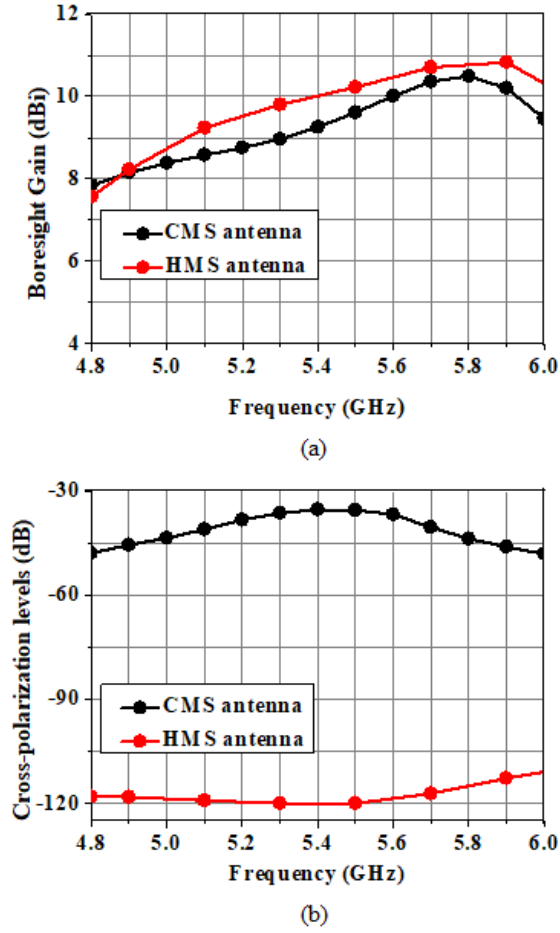 12
10
8
6
4
Boresight Gain (dBi)
CMS antenna
HMS antenna
4.8 5.0 5.2 5.4 5.6 5.8 6.0
Frequency (GHz)
(a)
-30
-60
-90
-120
Cross-polarization levels (dB)
CMS antenna
HMS antenna
4.8 5.0 5.2 5.4 5.6 5.8 6.0
Frequency (GHz)
(b)